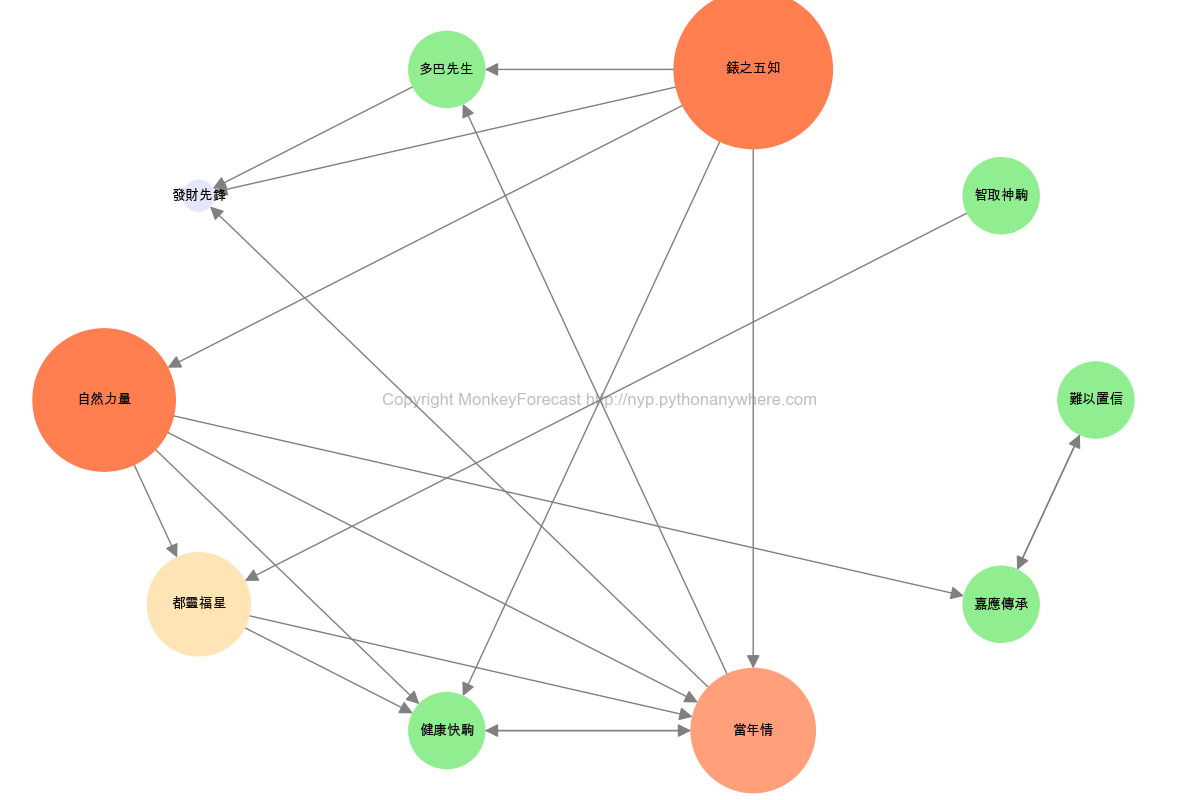 錶之五知
多巴先生
發財先鋒
智取神駒
自然力量
Copyright MonkeyForecast http://nyp.pythonanywhere.com
難以置信
都靈福星
嘉應傳承
健康快駒
當年情